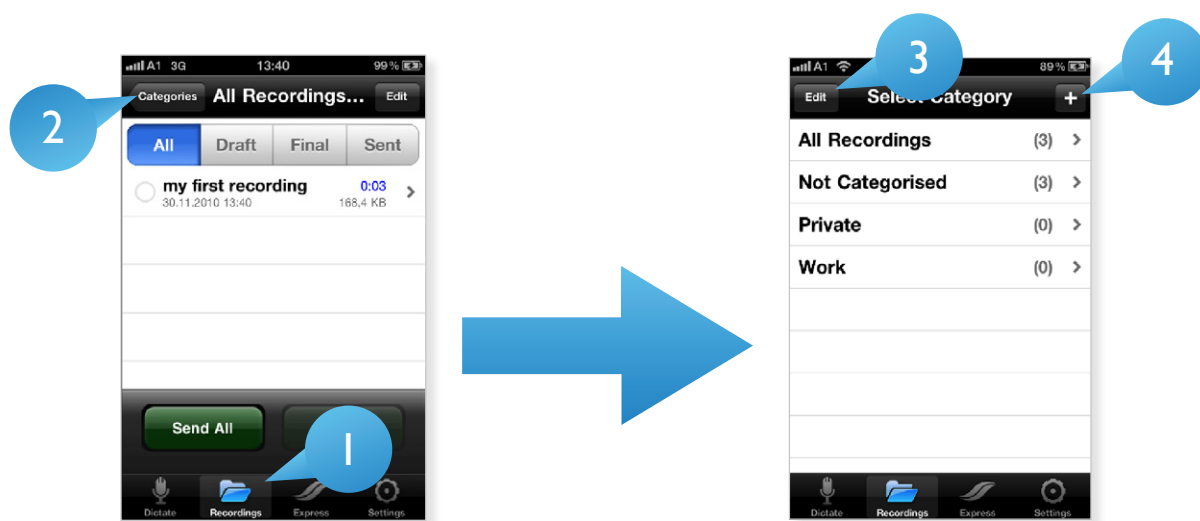 A1 3G 13:40 99%
Categories All Recordings... Edit
2
All Draft Final Sent
my first recording 0:03
30.11.2010 13:40 168,4 KB
Send All
1
Dictate Recordings Express Settings
3
4
A1 89%
Edit Select Category +
All Recordings (3)
Not Categorised (3)
Private (0)
Work (0)
Dictate Recordings Express Settings